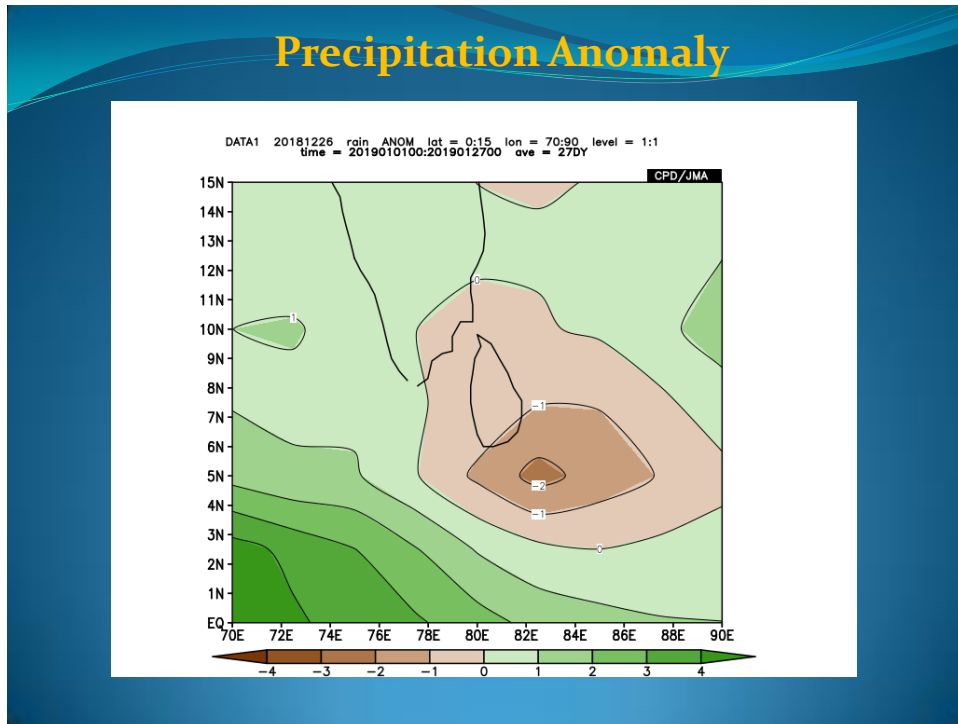 Precipitation Anomaly
DATA1 20181226 rain ANOM lat = 0:15 lon = 70:90 level = 1:1
time = 2019010100:2019012700 ave = 27DY
CPD/JMA
15N
14N
13N
12N
11N
10N
9N
8N
7N
6N
5N
4N
3N
2N
1N
EQ
0
1
-1
-2
-1
0
70E 72E 74E 76E 78E 80E 82E 84E 86E 88E 90E
-4 -3 -2 -1 0 1 2 3 4